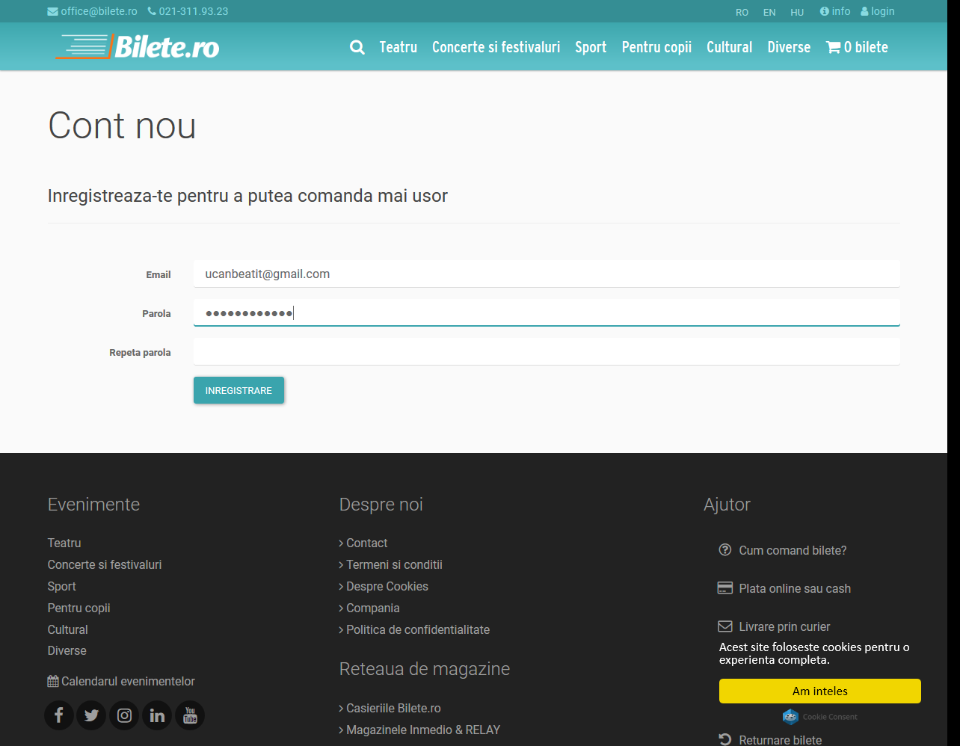 office@bilete.ro 021-311.93.23 RO EN HU info login
Bilete.ro Teatru Concerte si festivaluri Sport Pentru copii Cultural Diverse 0 bilete
Cont nou
Inregistreaza-te pentru a putea comanda mai usor
Email ucanbeatit@gmail.com
Parola ••••••••••••
Repeta parola
INREGISTRARE
Evenimente
Teatru
Concerte si festivaluri
Sport
Pentru copii
Cultural
Diverse
Calendarul evenimentelor
You Tube
Despre noi
> Contact
> Termeni si conditii
> Despre Cookies
> Compania
> Politica de confidentialitate
Reteaua de magazine
> Casieriile Bilete.ro
> Magazinele Inmedio & RELAY
Ajutor
Cum comand bilete?
Plata online sau cash
Livrare prin curier
Acest site foloseste cookies pentru o
experienta completa.
Am inteles
Cookie Consent
Returnare bilete